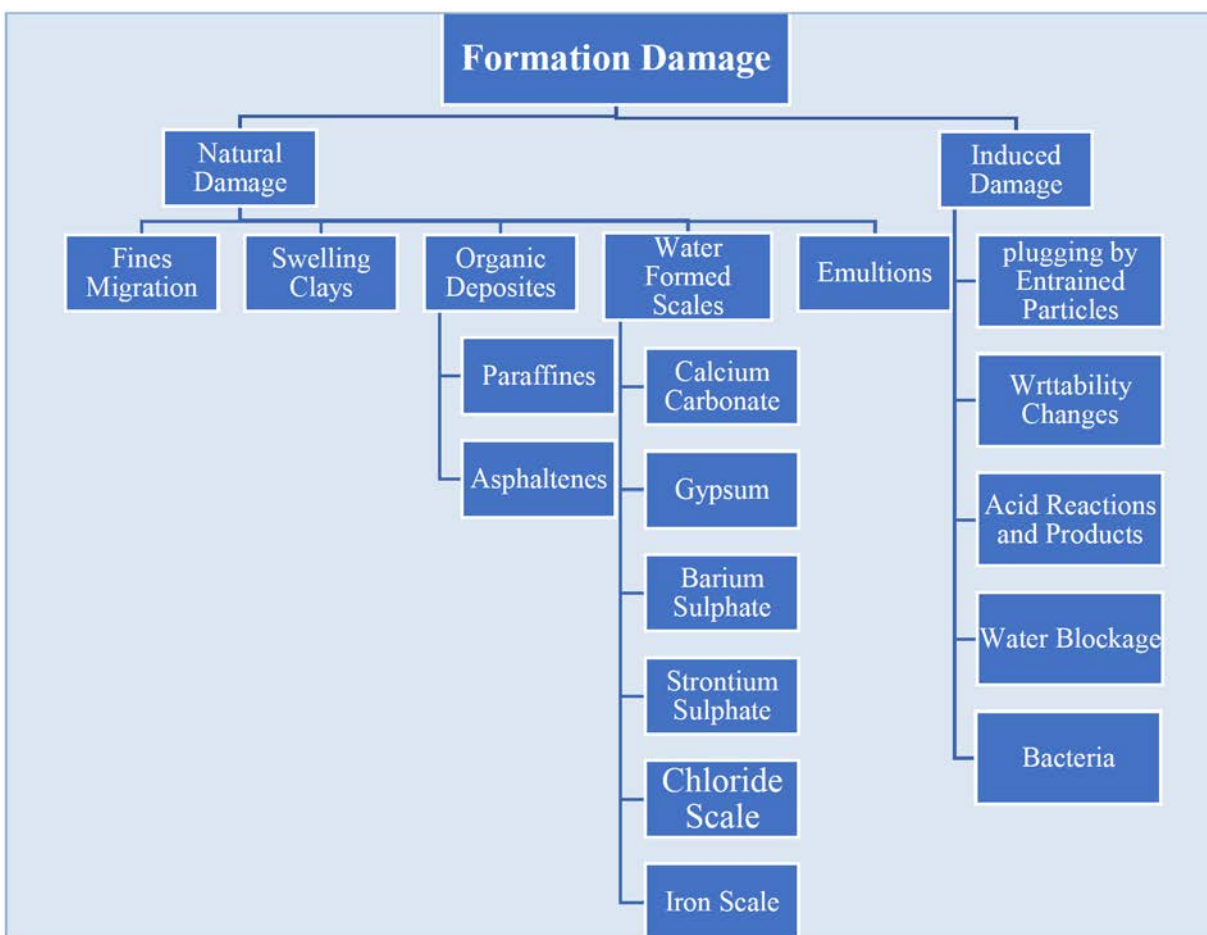 Formation Damage
Natural
Damage
Induced
Damage
Fines
Migration
Swelling
Clays
Organic
Deposites
Water
Formed
Scales
Emultions
Paraffines
Asphaltenes
Calcium
Carbonate
Gypsum
Barium
Sulphate
Strontium
Sulphate
Chloride
Scale
Iron Scale
plugging by
Entrained
Particles
Wrttability
Changes
Acid Reactions
and Products
Water Blockage
Bacteria